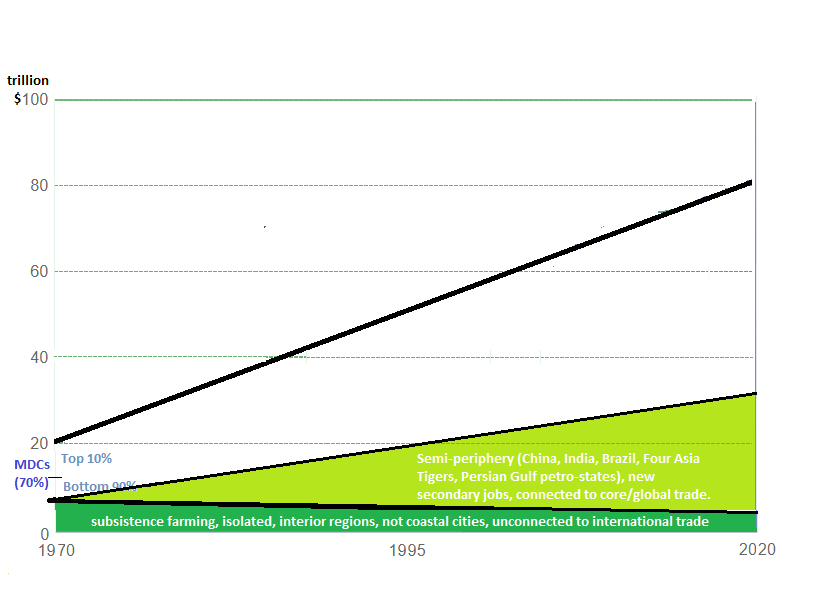 trillion
$100
80
60
40
20
Top 10%
MDCs
(70%)
Bottom 90%
Semi-periphery (China, India, Brazil, Four Asia
Tigers, Persian Gulf petro-states), new
secondary jobs, connected to core/global trade.
subsistence farming, isolated, interior regions, not coastal cities, unconnected to international trade
0
1970 1995 2020